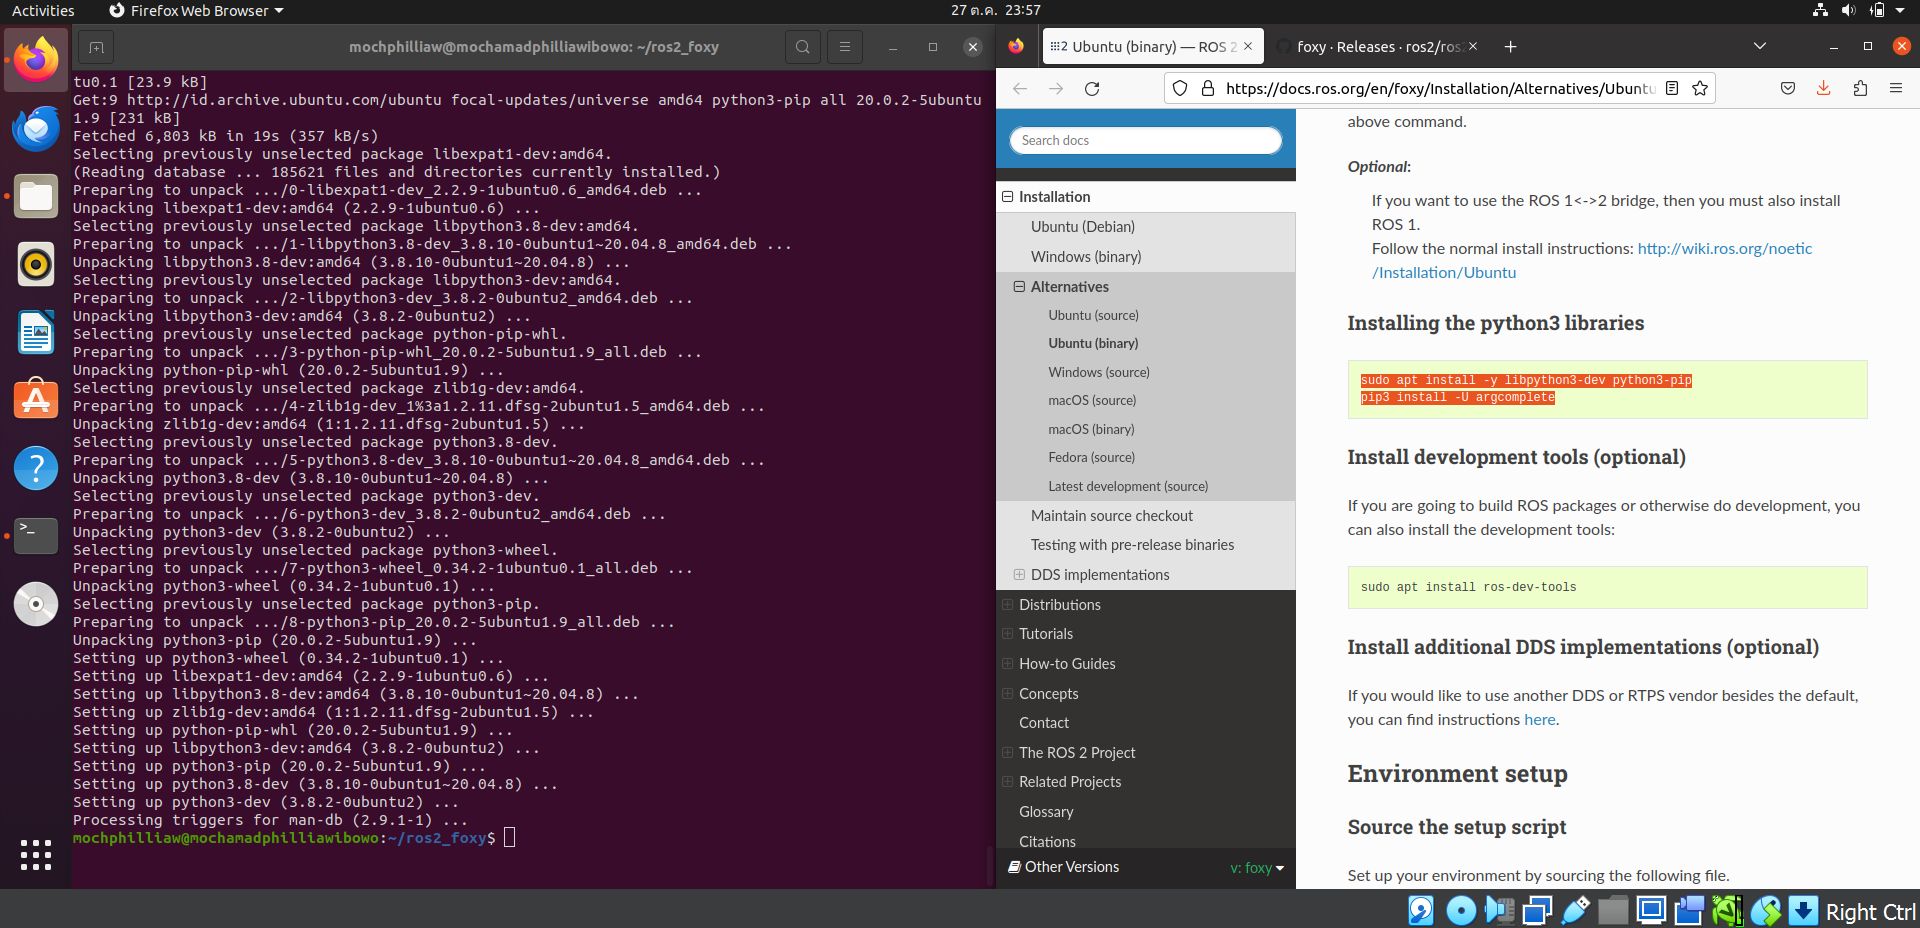 Activities
Firefox Web Browser
27 ต.ค. 23:57
mochphilliaw@mochamadphilliawibowo: ~/ros2_foxy
tu0.1 [23.9 kB]
Get:9 http://id.archive.ubuntu.com/ubuntu focal-updates/universe amd64 python3-pip all 20.0.2-5ubuntu
1.9 [231 kB]
Fetched 6,803 kB in 19s (357 kB/s)
Selecting previously unselected package libexpat1-dev:amd64.
(Reading database ... 185621 files and directories currently installed.)
Preparing to unpack .../0-libexpat1-dev_2.2.9-1ubuntu0.6_amd64.deb ...
Unpacking libexpat1-dev:amd64 (2.2.9-1ubuntu0.6) ...
Selecting previously unselected package libpython3.8-dev:amd64.
Preparing to unpack .../1-libpython3.8-dev_3.8.10-0ubuntu1~20.04.8_amd64.deb ...
Unpacking libpython3.8-dev:amd64 (3.8.10-0ubuntu1~20.04.8) ...
Selecting previously unselected package libpython3-dev:amd64.
Preparing to unpack .../2-libpython3-dev_3.8.2-0ubuntu2_amd64.deb ...
Unpacking libpython3-dev:amd64 (3.8.2-0ubuntu2) ...
Selecting previously unselected package python-pip-whl.
Preparing to unpack .../3-python-pip-whl_20.0.2-5ubuntu1.9_all.deb ...
Unpacking python-pip-whl (20.0.2-5ubuntu1.9) ...
Selecting previously unselected package zlib1g-dev:amd64.
Preparing to unpack .../4-zlib1g-dev_1%3a1.2.11.dfsg-2ubuntu1.5_amd64.deb ...
Unpacking zlib1g-dev:amd64 (1:1.2.11.dfsg-2ubuntu1.5) ...
Selecting previously unselected package python3.8-dev.
Preparing to unpack .../5-python3.8-dev_3.8.10-0ubuntu1~20.04.8_amd64.deb ...
Unpacking python3.8-dev (3.8.10-0ubuntu1~20.04.8) ...
Selecting previously unselected package python3-dev.
Preparing to unpack .../6-python3-dev_3.8.2-0ubuntu2_amd64.deb ...
Unpacking python3-dev (3.8.2-0ubuntu2) ...
Selecting previously unselected package python3-wheel.
Preparing to unpack .../7-python3-wheel_0.34.2-1ubuntu0.1_all.deb ...
Unpacking python3-wheel (0.34.2-1ubuntu0.1) ...
Selecting previously unselected package python3-pip.
Preparing to unpack .../8-python3-pip_20.0.2-5ubuntu1.9_all.deb ...
Unpacking python3-pip (20.0.2-5ubuntu1.9) ...
Setting up python3-wheel (0.34.2-1ubuntu0.1) ...
Setting up libexpat1-dev:amd64 (2.2.9-1ubuntu0.6) ...
Setting up libpython3.8-dev:amd64 (3.8.10-0ubuntu1~20.04.8) ...
Setting up zlib1g-dev:amd64 (1:1.2.11.dfsg-2ubuntu1.5) ...
Setting up python-pip-whl (20.0.2-5ubuntu1.9) ...
Setting up libpython3-dev:amd64 (3.8.2-0ubuntu2) ...
Setting up python3-pip (20.0.2-5ubuntu1.9) ...
Setting up python3.8-dev (3.8.10-0ubuntu1~20.04.8) ...
Setting up python3-dev (3.8.2-0ubuntu2) ...
Processing triggers for man-db (2.9.1-1) ...
mochphilliaw@mochamadphilliawibowo:~/ros2_foxy$
Ubuntu (binary) — ROS 2
foxy · Releases · ros2/ros2
https://docs.ros.org/en/foxy/Installation/Alternatives/Ubuntu
Search docs
Installation
Ubuntu (Debian)
Windows (binary)
Alternatives
Ubuntu (source)
Ubuntu (binary)
Windows (source)
macOS (source)
macOS (binary)
Fedora (source)
Latest development (source)
Maintain source checkout
Testing with pre-release binaries
DDS implementations
Distributions
Tutorials
How-to Guides
Concepts
Contact
The ROS 2 Project
Related Projects
Glossary
Citations
Other Versions
v: foxy
above command.
Optional:
If you want to use the ROS 1<->2 bridge, then you must also install
ROS 1.
Follow the normal install instructions: http://wiki.ros.org/noetic
/Installation/Ubuntu
Installing the python3 libraries
sudo apt install -y libpython3-dev python3-pip
pip3 install -U argcomplete
Install development tools (optional)
If you are going to build ROS packages or otherwise do development, you
can also install the development tools:
sudo apt install ros-dev-tools
Install additional DDS implementations (optional)
If you would like to use another DDS or RTPS vendor besides the default,
you can find instructions here.
Environment setup
Source the setup script
Set up your environment by sourcing the following file.
Right Ctrl